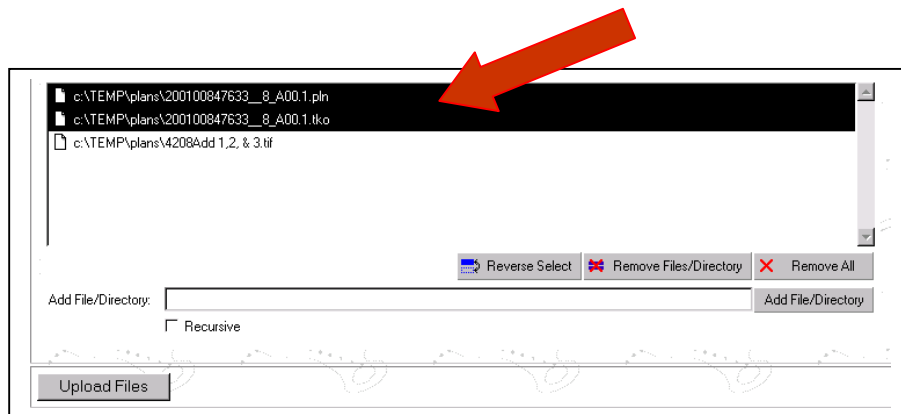 c:\TEMP\plans\200100847633__8_A00.1.pln
c:\TEMP\plans\200100847633__8_A00.1.tko
c:\TEMP\plans\4208Add 1,2, & 3.tif
Reverse Select Remove Files/Directory Remove All
Add File/Directory: Add File/Directory
Recursive
Upload Files